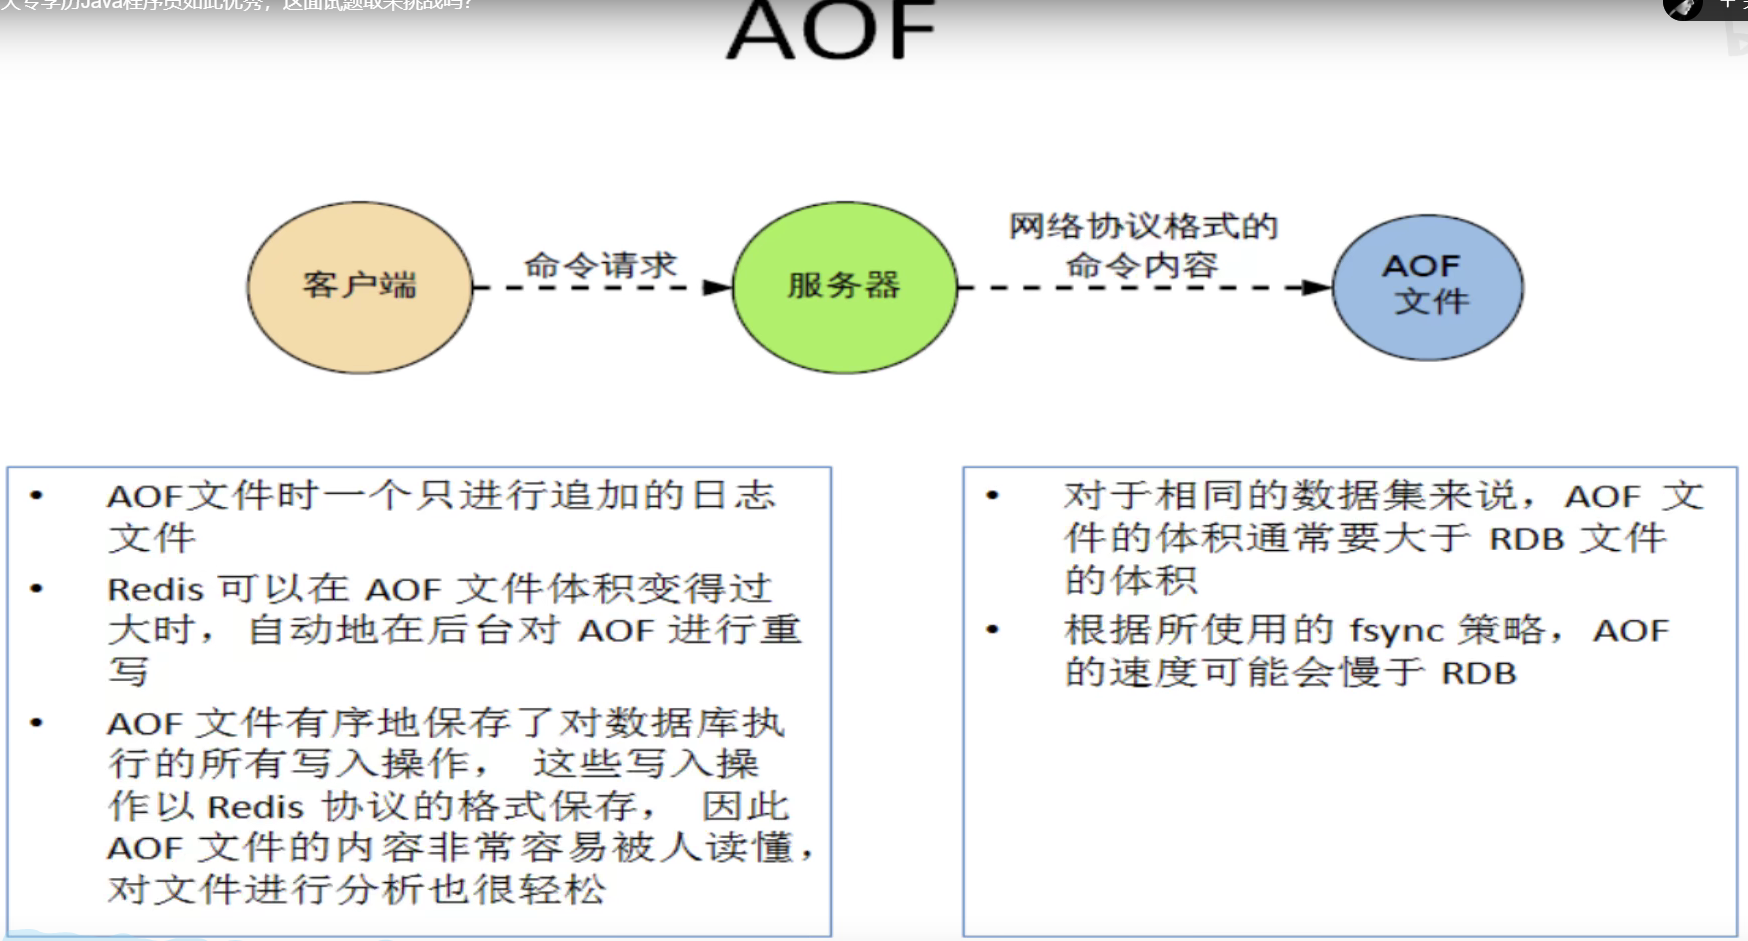 大专学历Java程序员如此优秀，这面试题敢来挑战吗？
AOF
客户端
命令请求
服务器
网络协议格式的
命令内容
AOF
文件
• AOF文件时一个只进行追加的日志
文件
• Redis 可以在 AOF 文件体积变得过
大时，自动地在后台对 AOF 进行重
写
• AOF 文件有序地保存了对数据库执
行的所有写入操作， 这些写入操
作以 Redis 协议的格式保存， 因此
AOF 文件的内容非常容易被人读懂，
对文件进行分析也很轻松
• 对于相同的数据集来说，AOF 文
件的体积通常要大于 RDB 文件
的体积
• 根据所使用的 fsync 策略，AOF
的速度可能会慢于 RDB